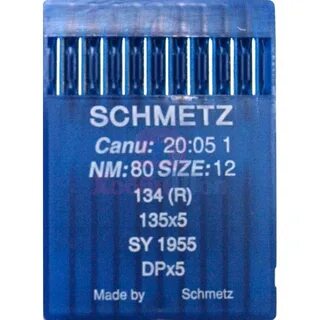 SCHMETZ
Canu: 20:05 1
NM:80 SIZE:12
134 (R)
135x5
SY 1955
DPx5
Made by Schmetz